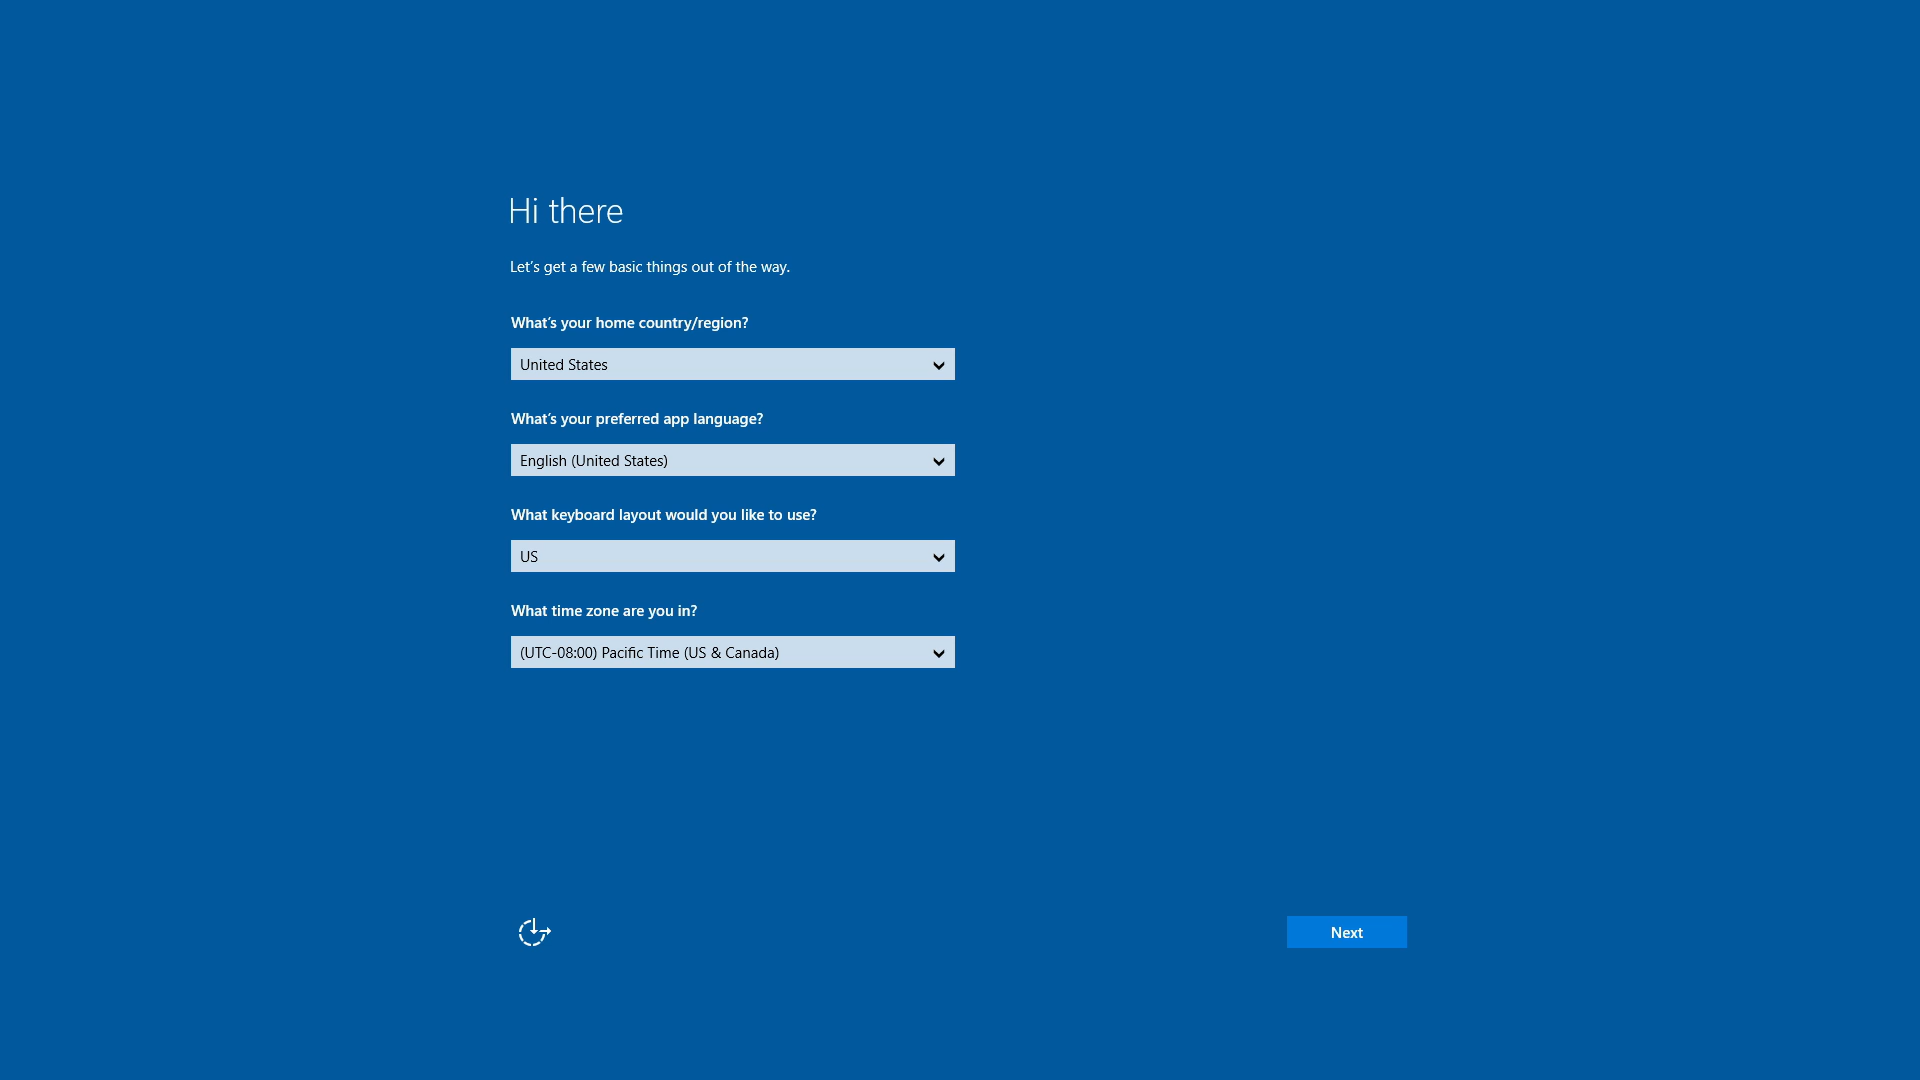 Hi there
Let's get a few basic things out of the way.
What's your home country/region?
United States
What's your preferred app language?
English (United States)
What keyboard layout would you like to use?
US
What time zone are you in?
(UTC-08:00) Pacific Time (US & Canada)
Next